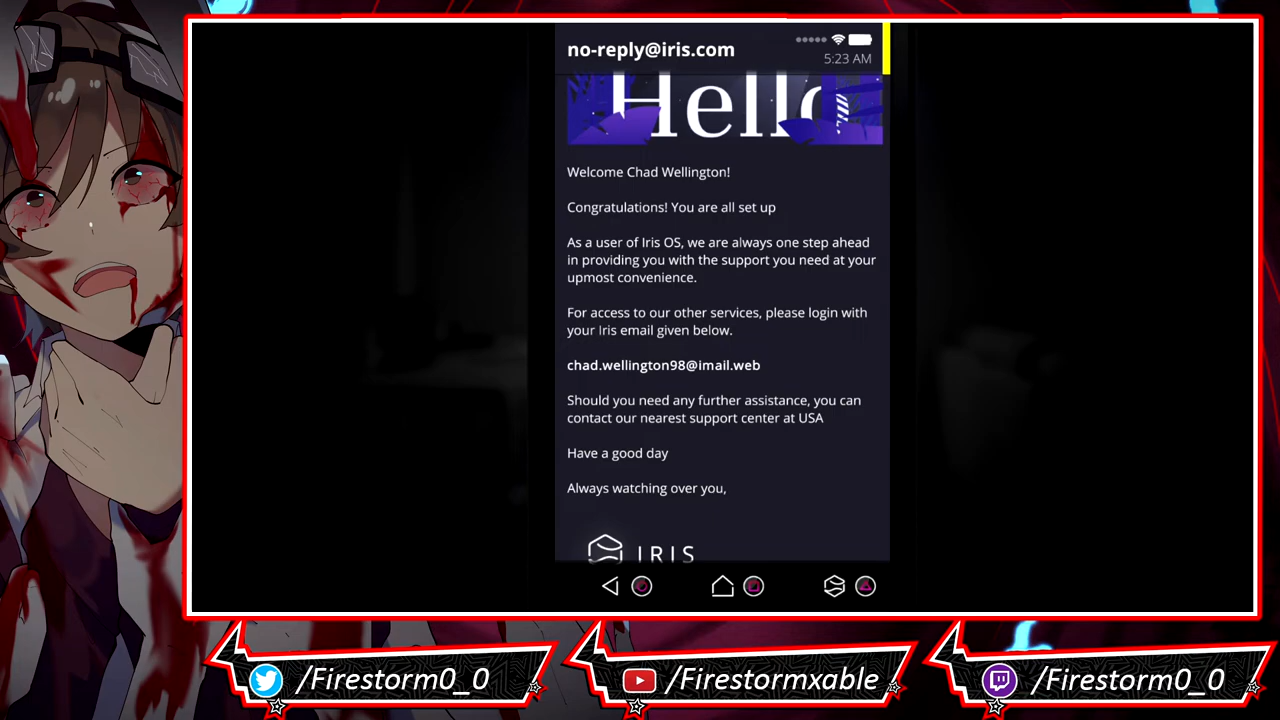 no-reply@iris.com
5:23 AM
Hello
Welcome Chad Wellington!
Congratulations! You are all set up
As a user of Iris OS, we are always one step ahead
in providing you with the support you need at your
upmost convenience.
For access to our other services, please login with
your Iris email given below.
chad.wellington98@imail.web
Should you need any further assistance, you can
contact our nearest support center at USA
Have a good day
Always watching over you,
IRIS
/Firestorm0_0
/Firestormxable
/Firestorm0_0